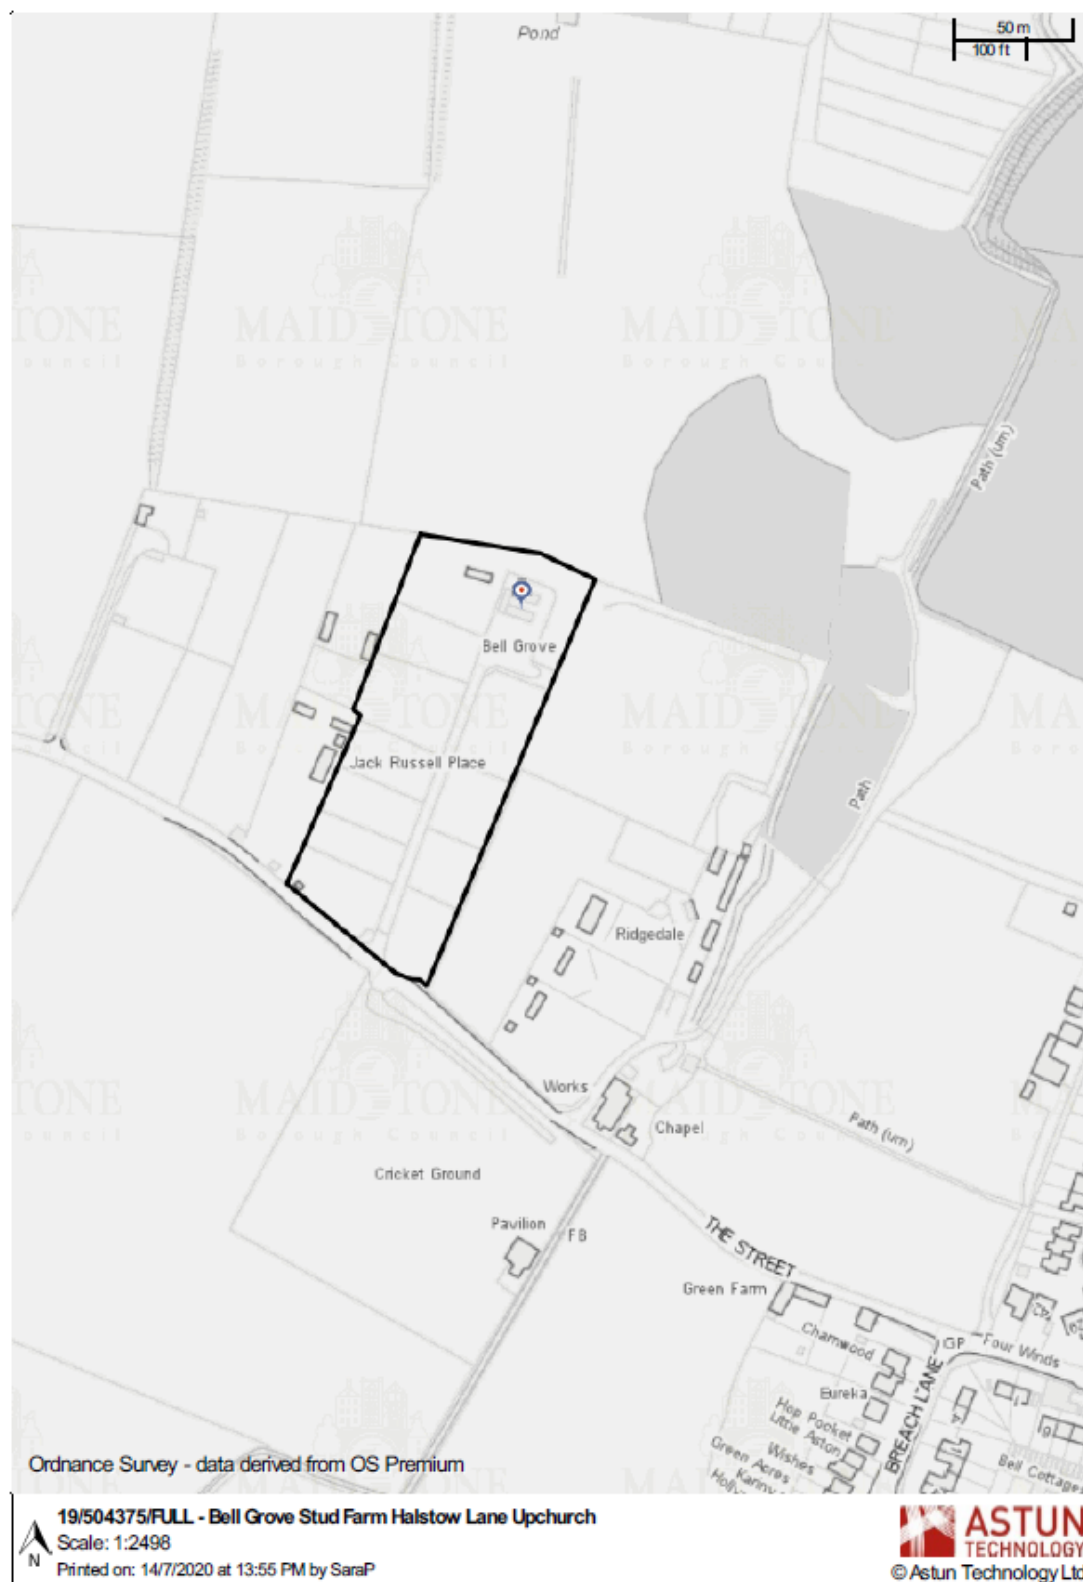 Pond
50 m
100 ft
MAIDSTONE
Borough Council
Path (um)
Bell Grove
Jack Russell Place
Path
Ridgedale
Works
Chapel
Path (um)
Cricket Ground
Pavilion
FB
THE STREET
Green Farm
Charnwood
GP
Four Winds
Eureka
BREACH LANE
Hop Pocket
Little Aston
Wishes
Green Acres
Bell Cottages
Ordnance Survey - data derived from OS Premium
19/504375/FULL - Bell Grove Stud Farm Halstow Lane Upchurch
Scale: 1:2498
N
Printed on: 14/7/2020 at 13:55 PM by SaraP
ASTUN
TECHNOLOGY
© Astun Technology Ltd